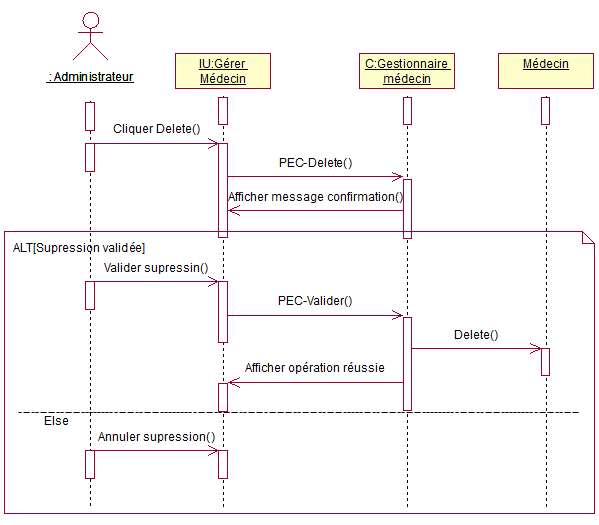 : Administrateur
IU:Gérer
Médecin
C:Gestionnaire
médecin
Médecin
Cliquer Delete()
PEC-Delete()
Afficher message confirmation()
ALT[Supression validée]
Valider supressin()
PEC-Valider()
Delete()
Afficher opération réussie
Else
Annuler supression()